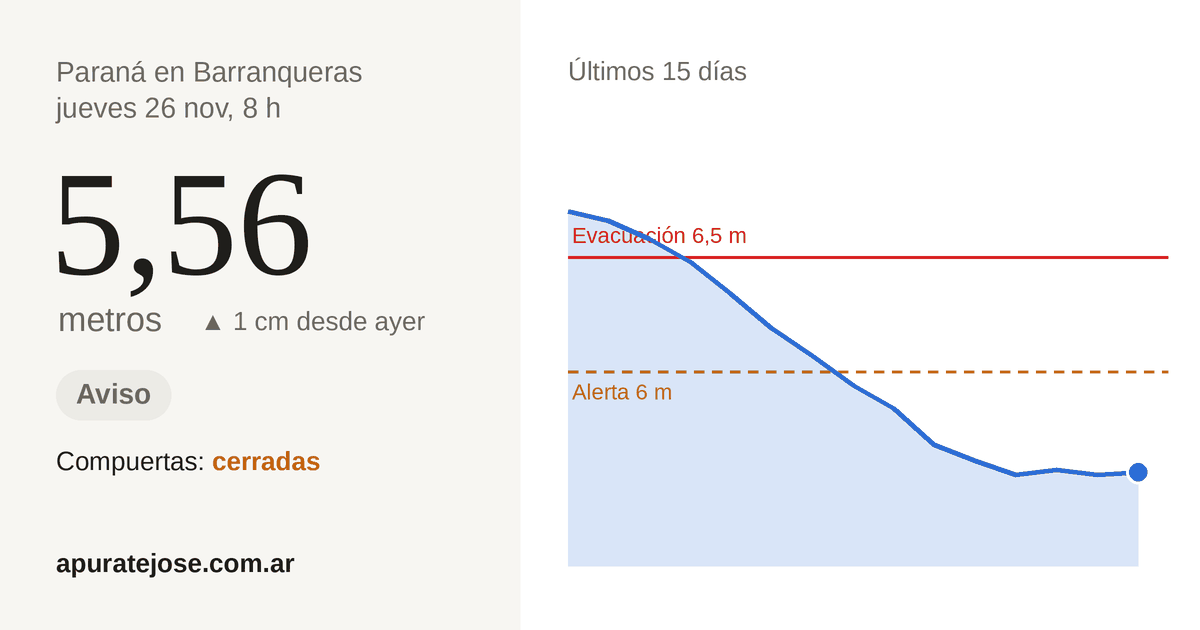 Paraná en Barranqueras
jueves 26 nov, 8 h
5,56
metros ▲ 1 cm desde ayer
Aviso
Compuertas: cerradas
apuratejose.com.ar
Últimos 15 días
Evacuación 6,5 m
Alerta 6 m